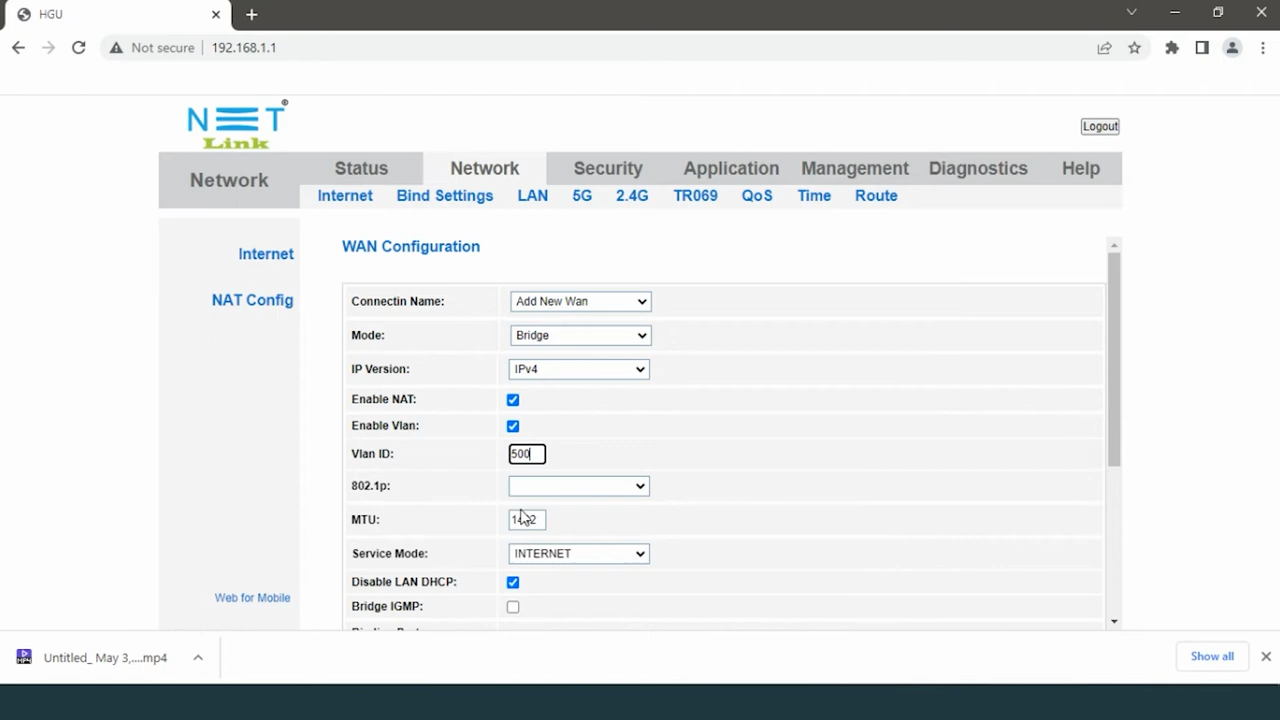 HGU
Not secure 192.168.1.1
NET
Link
®
Logout
Network
Status Network Security Application Management Diagnostics Help
Internet Bind Settings LAN 5G 2.4G TR069 QoS Time Route
Internet
NAT Config
Web for Mobile
WAN Configuration
Connectin Name: Add New Wan
Mode: Bridge
IP Version: IPv4
Enable NAT:
Enable Vlan:
Vlan ID: 500
802.1p:
MTU:
Service Mode: INTERNET
Disable LAN DHCP:
Bridge IGMP:
Untitled_ May 3,....mp4
Show all